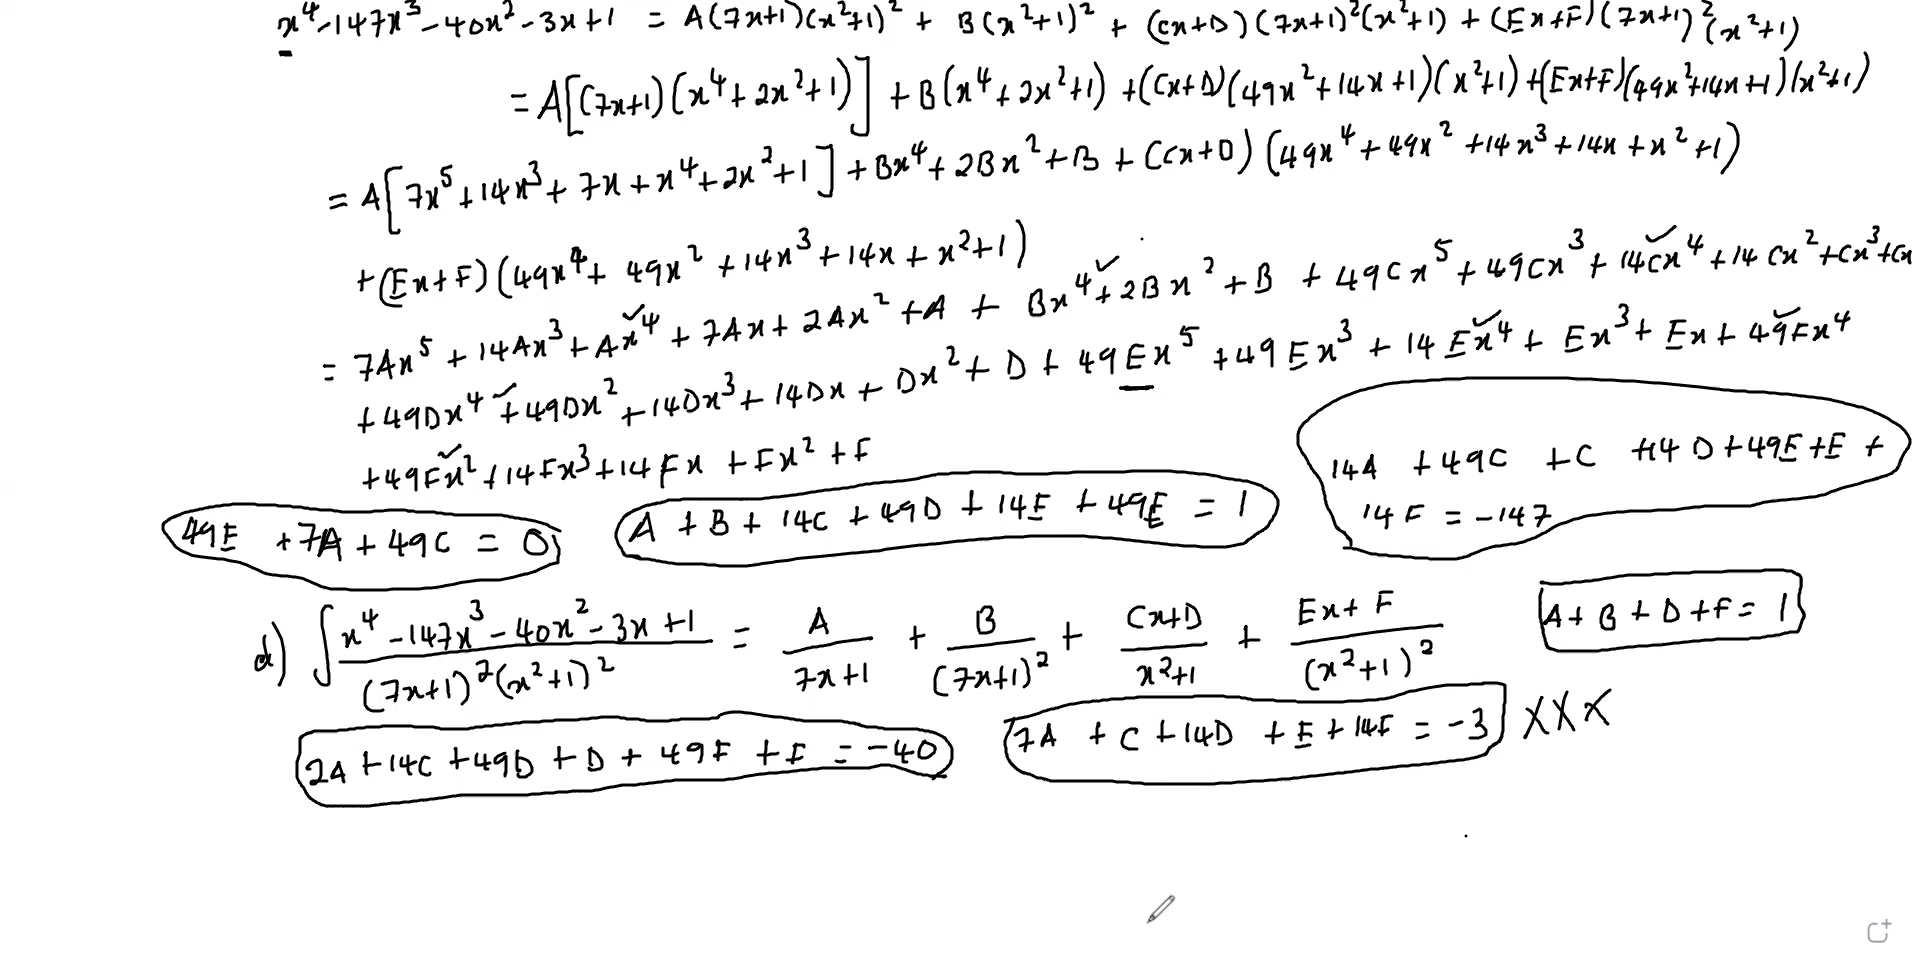 x⁴-147x³-40x²-3x+1 = A(7x+1)(x²+1)² + B(x²+1)² + (Cx+D)(7x+1)²(x²+1) + (Ex+F)(7x+1)²(x²+1)
= A[(7x+1)(x⁴+2x²+1)] + B(x⁴+2x²+1) + (Cx+D)(49x²+14x+1)(x²+1) + (Ex+F)(49x²+14x+1)(x²+1)
= A[7x⁵+14x³+7x+x⁴+2x²+1] + Bx⁴+2Bx²+B + (Cx+D)(49x⁴+49x²+14x³+14x+x²+1)
+(Ex+F)(49x⁴+49x²+14x³+14x+x²+1)
= 7Ax⁵+14Ax³+Ax⁴+7Ax+2Ax²+A + Bx⁴+2Bx²+B + 49Cx⁵+49Cx³+14Cx⁴+14Cx²+Cx³+Cx
+49Dx⁴+49Dx²+14Dx³+14Dx+Dx²+D+49Ex⁵+49Ex³+14Ex⁴+Ex³+Ex+49Fx⁴
+49Fx²+14Fx³+14Fx+Fx²+F
14A +49C +C +14D+49E+E+
14F = -147
49E +7A+49C = 0
A+B+14C+49D+14E+49E = 1
d) ∫ x⁴-147x³-40x²-3x+1 / (7x+1)²(x²+1)² = A / 7x+1 + B / (7x+1)² + Cx+D / x²+1 + Ex+F / (x²+1)²
A+B+D+F=1
2A+14C+49D+D+49F+F=-40
7A+C+14D+E+14F=-3 XXX